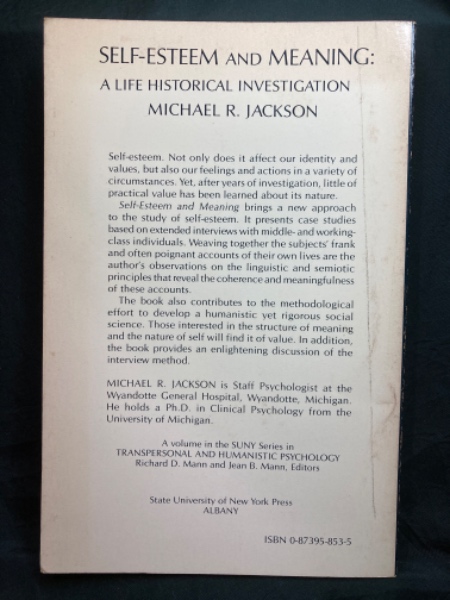 SELF-ESTEEM AND MEANING:
A LIFE HISTORICAL INVESTIGATION
MICHAEL R. JACKSON
Self-esteem. Not only does it affect our identity and
values, but also our feelings and actions in a variety of
circumstances. Yet, after years of investigation, little of
practical value has been learned about its nature.
Self-Esteem and Meaning brings a new approach
to the study of self-esteem. It presents case studies
based on extended interviews with middle- and working-
class individuals. Weaving together the subjects' frank
and often poignant accounts of their own lives are the
author's observations on the linguistic and semiotic
principles that reveal the coherence and meaningfulness
of these accounts.
The book also contributes to the methodological
effort to develop a humanistic yet rigorous social
science. Those interested in the structure of meaning
and the nature of self will find it of value. In addition,
the book provides an enlightening discussion of the
interview method.
MICHAEL R. JACKSON is Staff Psychologist at the
Wyandotte General Hospital, Wyandotte, Michigan.
He holds a Ph.D. in Clinical Psychology from the
University of Michigan.
A volume in the SUNY Series in
TRANSPERSONAL AND HUMANISTIC PSYCHOLOGY
Richard D. Mann and Jean B. Mann, Editors
State University of New York Press
ALBANY
ISBN 0-87395-853-5